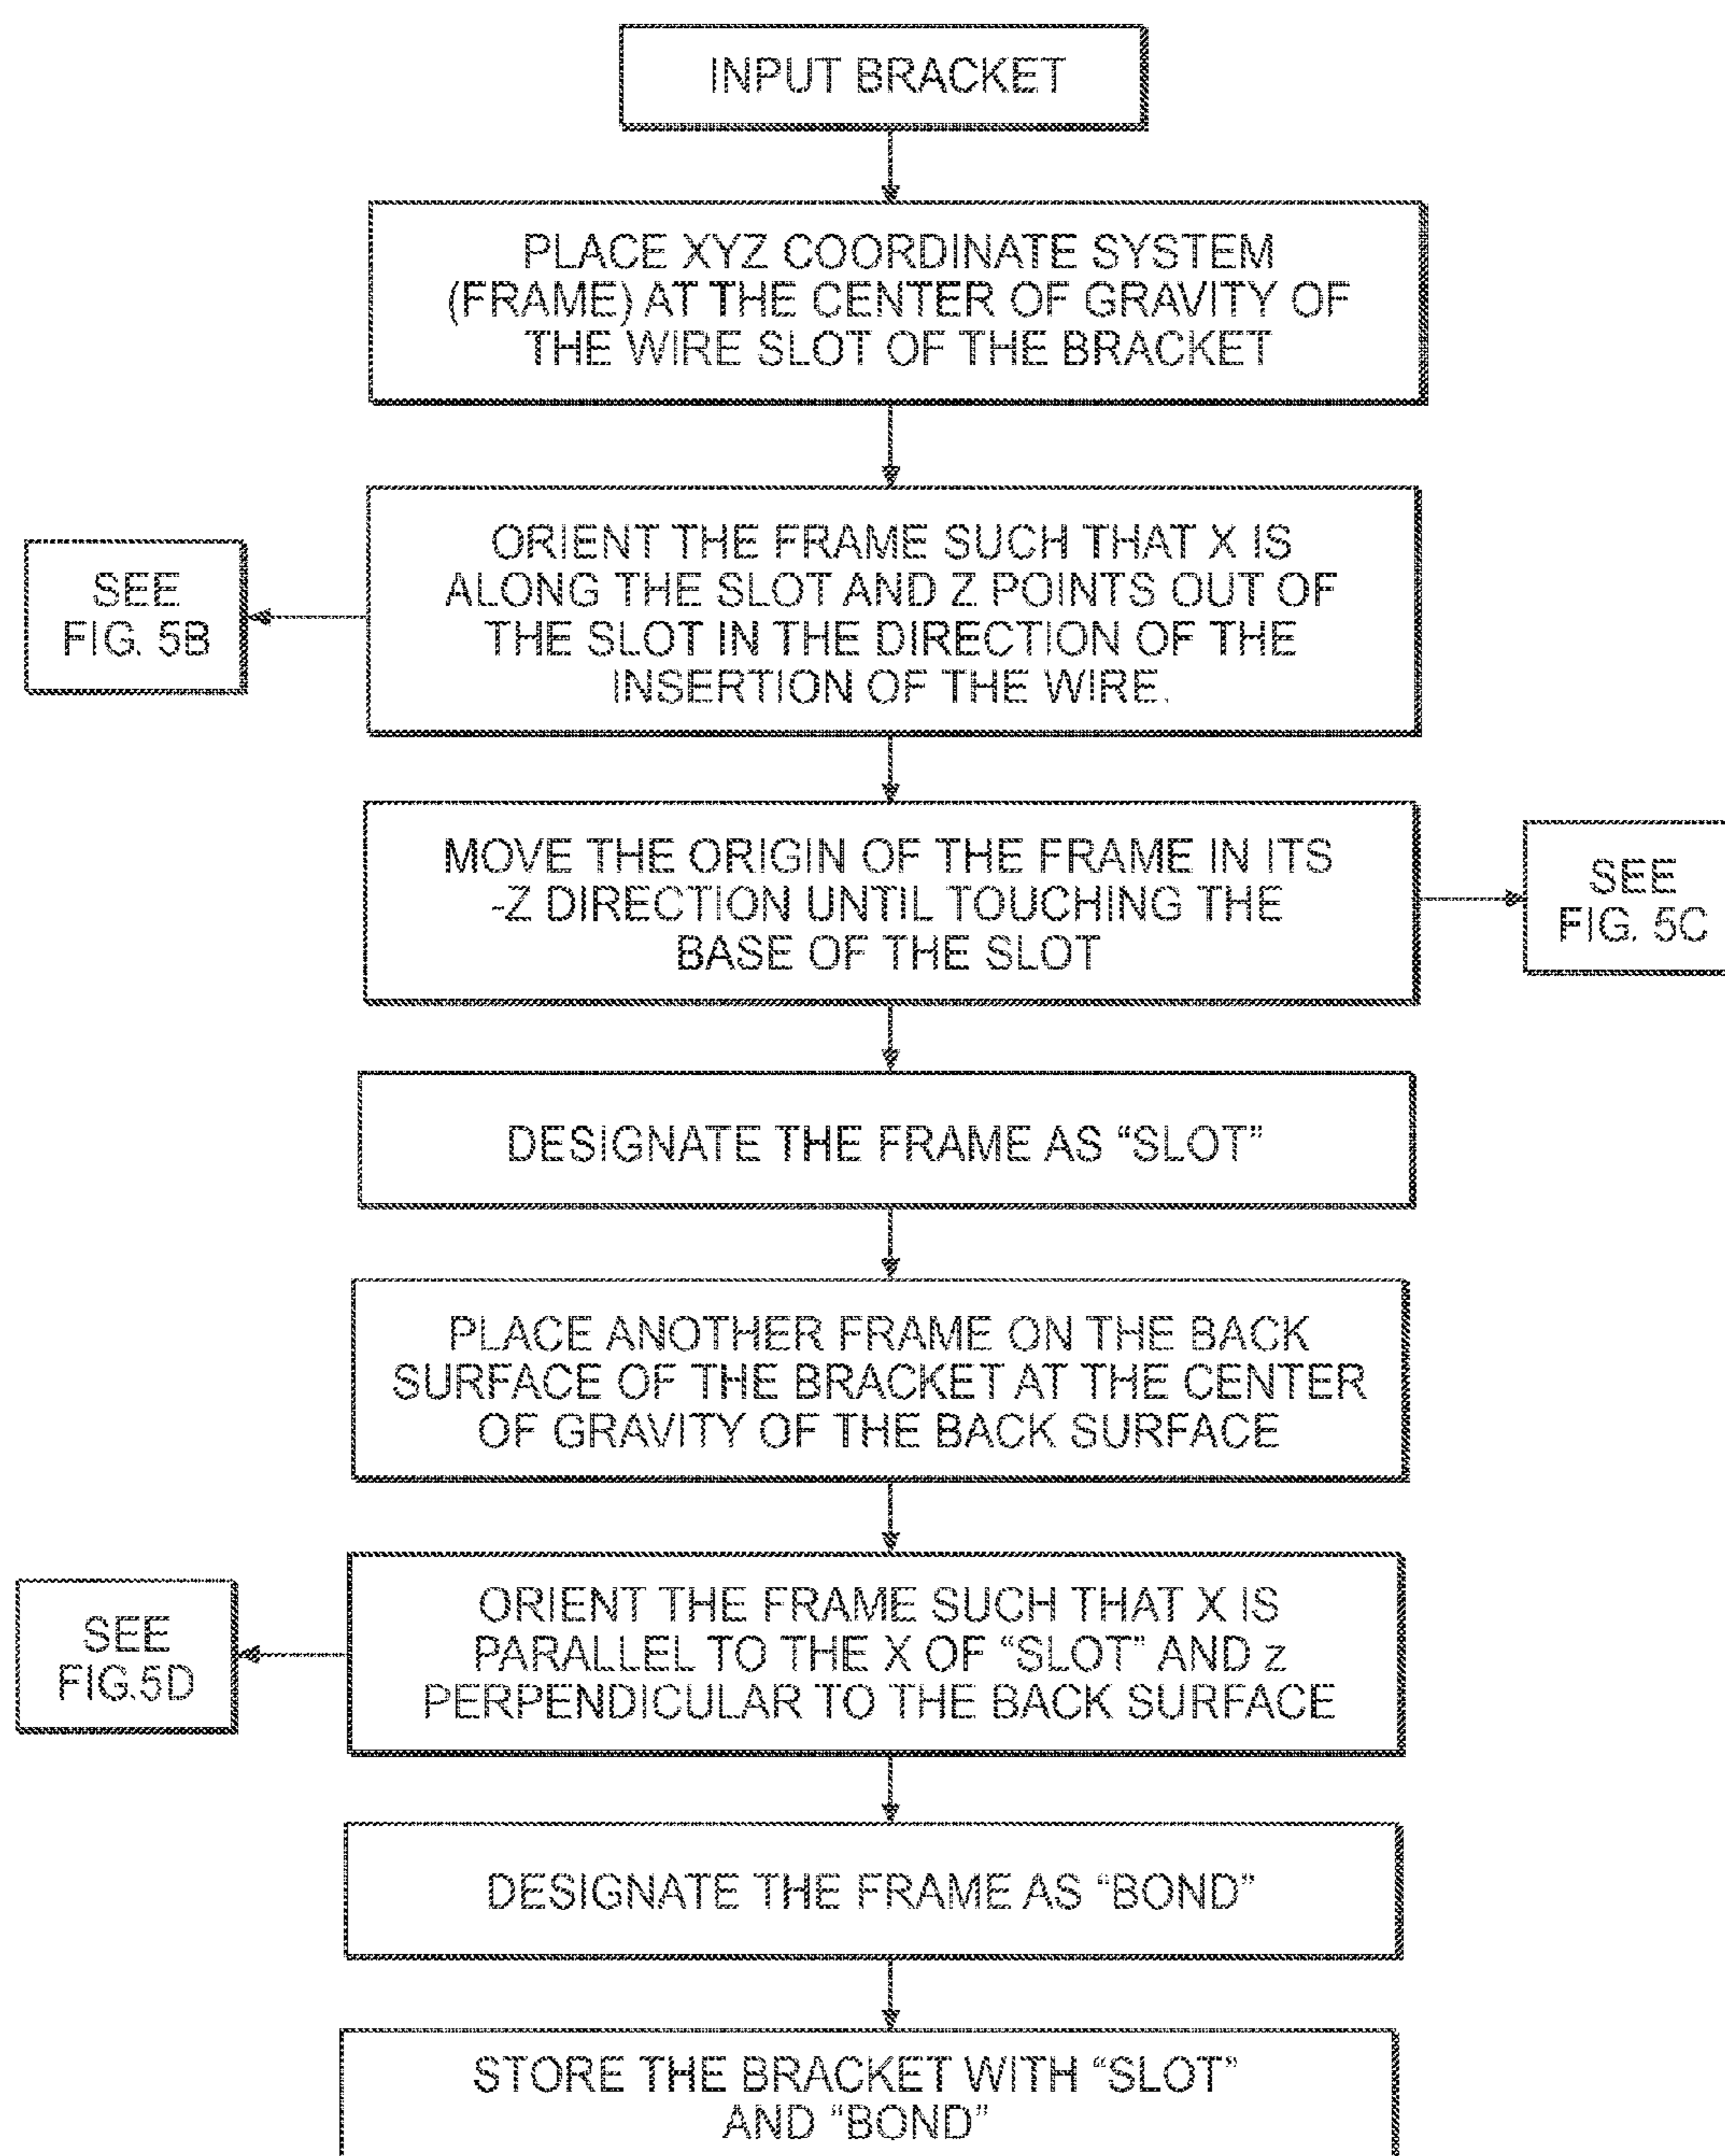 INPUT BRACKET
PLACE XYZ COORDINATE SYSTEM
(FRAME) AT THE CENTER OF GRAVITY OF
THE WIRE SLOT OF THE BRACKET
ORIENT THE FRAME SUCH THAT X IS
ALONG THE SLOT AND Z POINTS OUT OF
THE SLOT IN THE DIRECTION OF THE
INSERTION OF THE WIRE.
SEE
FIG. 5B
MOVE THE ORIGIN OF THE FRAME IN ITS
-Z DIRECTION UNTIL TOUCHING THE
BASE OF THE SLOT
SEE
FIG. 5C
DESIGNATE THE FRAME AS “SLOT”
PLACE ANOTHER FRAME ON THE BACK
SURFACE OF THE BRACKET AT THE CENTER
OF GRAVITY OF THE BACK SURFACE
ORIENT THE FRAME SUCH THAT X IS
PARALLEL TO THE X OF “SLOT” AND z
PERPENDICULAR TO THE BACK SURFACE
SEE
FIG.5D
DESIGNATE THE FRAME AS “BOND”
STORE THE BRACKET WITH “SLOT”
AND “BOND”